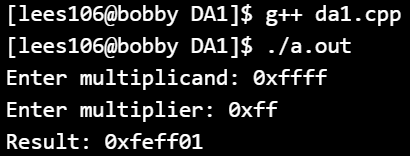 [lees106@bobby DA1]$ g++ da1.cpp
[lees106@bobby DA1]$ ./a.out
Enter multiplicand: 0xffff
Enter multiplier: 0xff
Result: 0xfeff01